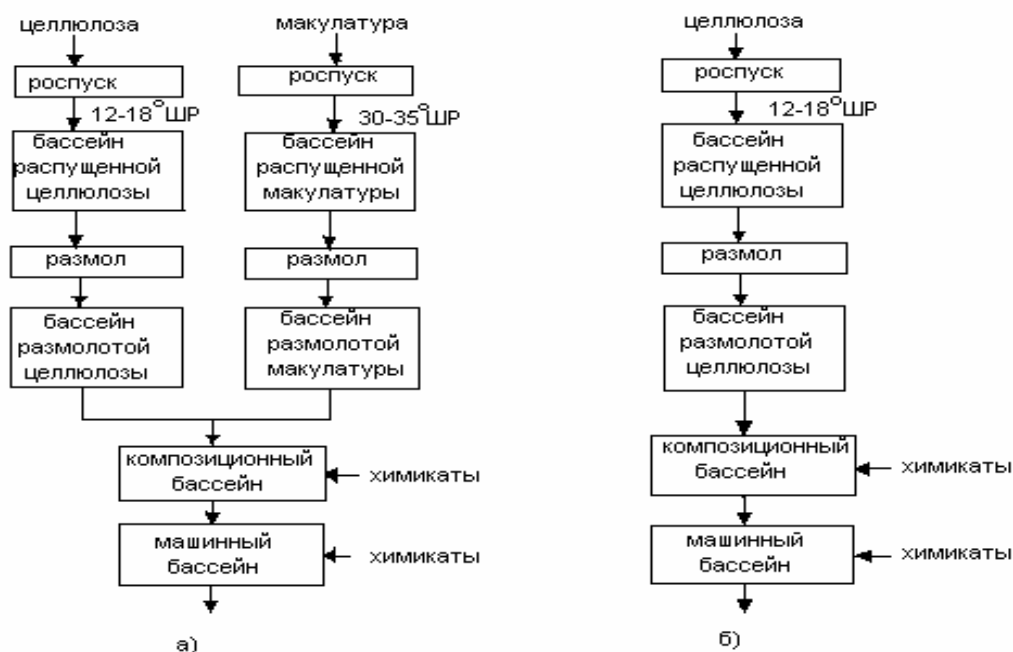 целлюлоза
роспуск
12-18°ШР
бассейн
распущенной
целлюлозы
размол
бассейн
размолотой
целлюлозы
макулатура
роспуск
30-35°ШР
бассейн
распущенной
макулатуры
размол
бассейн
размолотой
макулатуры
композиционный
бассейн
химикаты
машинный
бассейн
химикаты
а)
целлюлоза
роспуск
12-18°ШР
бассейн
распущенной
целлюлозы
размол
бассейн
размолотой
целлюлозы
композиционный
бассейн
химикаты
машинный
бассейн
химикаты
б)